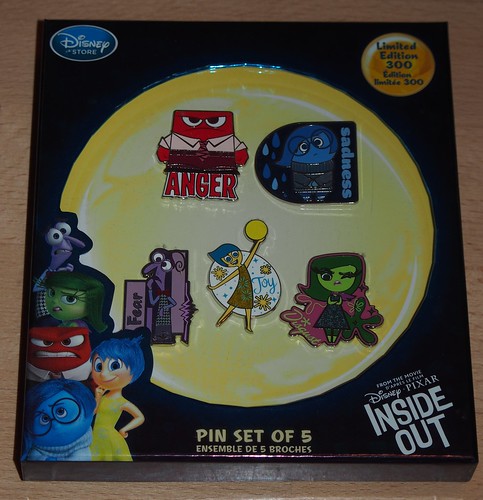 Disney
STORE
Limited
Edition
300
Édition
limitée 300
ANGER
sadness
Fear
Joy
Disgust
FROM THE MOVIE
D'APRÈS LE FILM
Disney PIXAR
INSIDE
OUT
PIN SET OF 5
ENSEMBLE DE 5 BROCHES